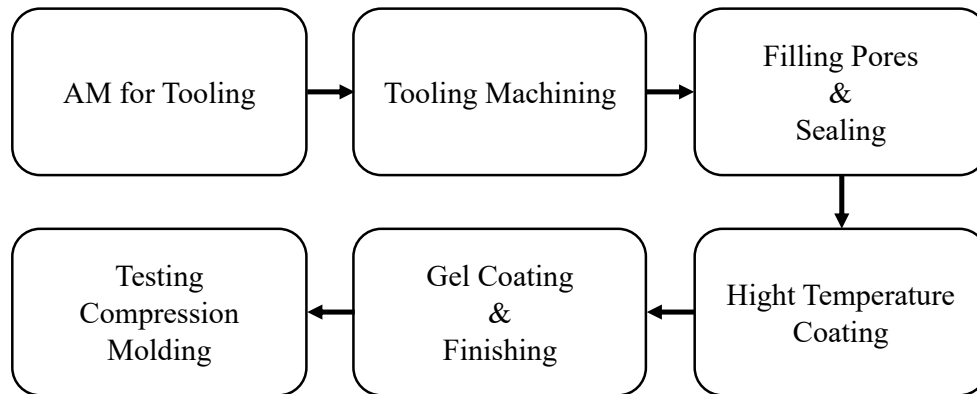 AM for Tooling
Tooling Machining
Filling Pores
&
Sealing
Hight Temperature
Coating
Gel Coating
&
Finishing
Testing
Compression
Molding